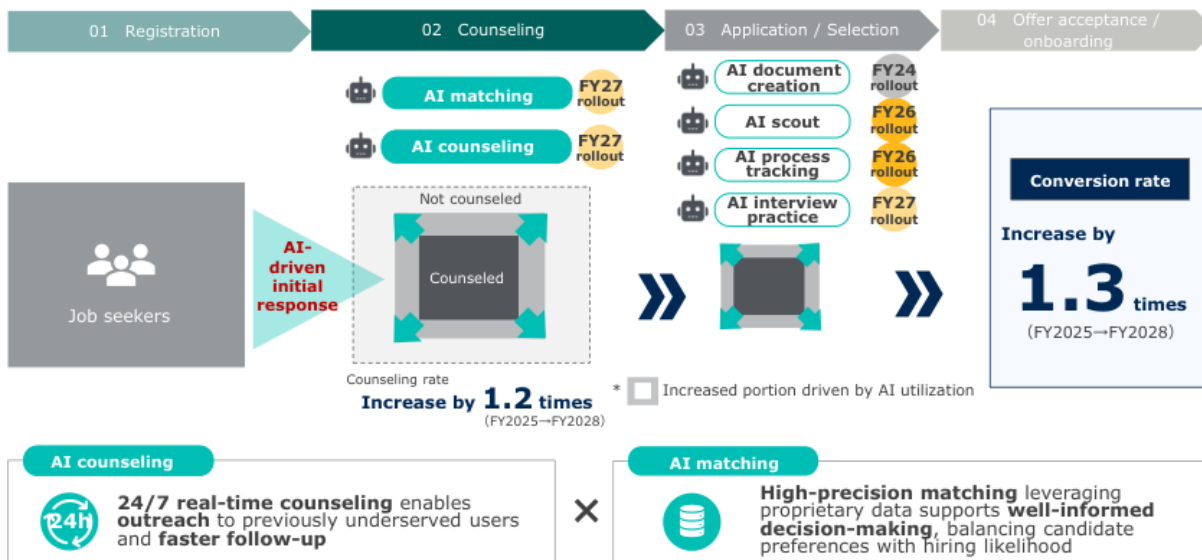 01 Registration
02 Counseling
03 Application / Selection
04 Offer acceptance /
onboarding
AI matching
FY27
rollout
AI counseling
FY27
rollout
AI document
creation
FY24
rollout
AI scout
FY26
rollout
AI process
tracking
FY26
rollout
AI interview
practice
FY27
rollout
Job seekers
AI-
driven
initial
response
Not counseled
Counseled
Counseling rate
Increase by 1.2 times
(FY2025→FY2028)
* Increased portion driven by AI utilization
Conversion rate
Increase by
1.3 times
(FY2025→FY2028)
AI counseling
24h
24/7 real-time counseling enables
outreach to previously underserved users
and faster follow-up
×
AI matching
High-precision matching leveraging
proprietary data supports well-informed
decision-making, balancing candidate
preferences with hiring likelihood